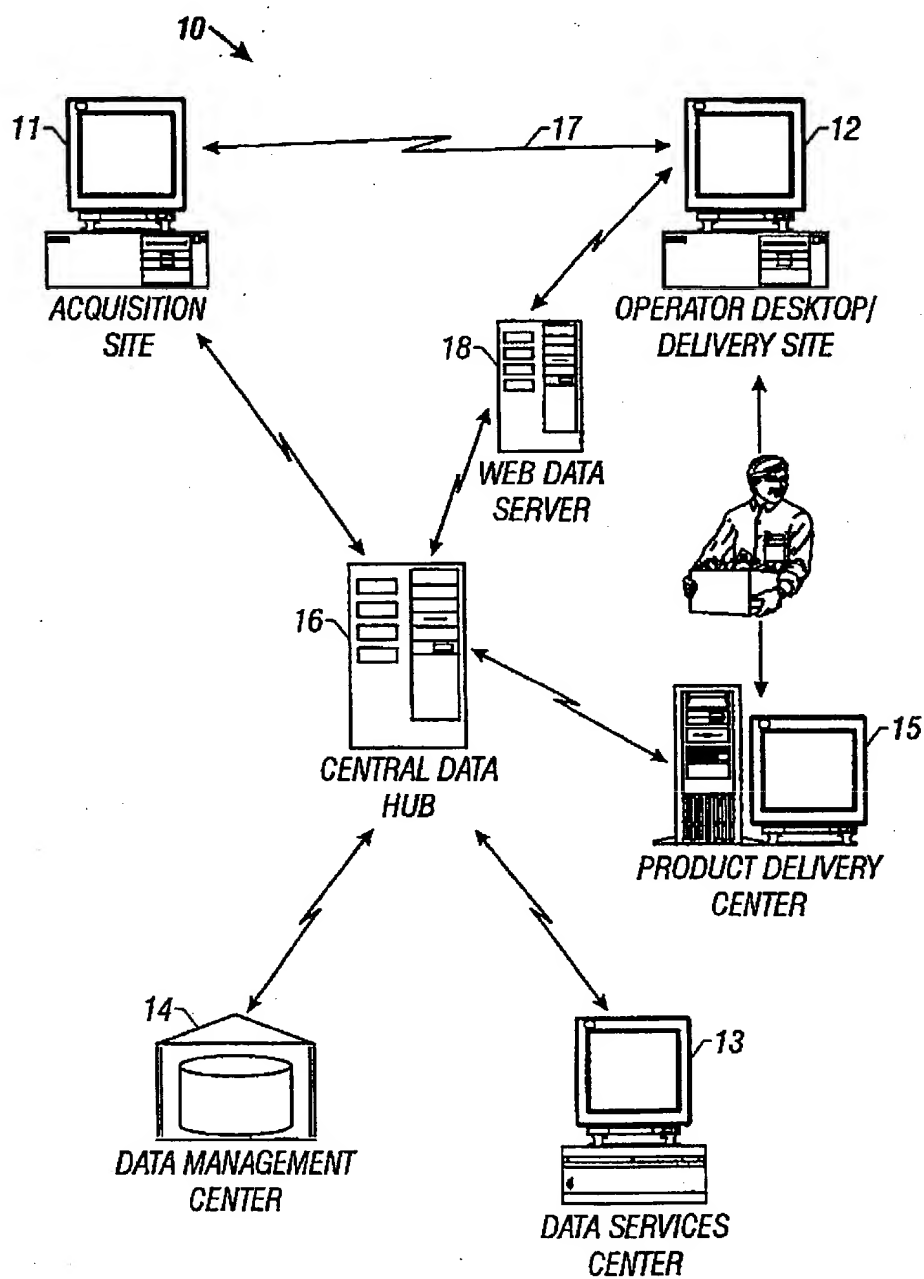 10
11
17
12
ACQUISITION
SITE
OPERATOR DESKTOP/
DELIVERY SITE
18
WEB DATA
SERVER
16
CENTRAL DATA
HUB
15
PRODUCT DELIVERY
CENTER
14
DATA MANAGEMENT
CENTER
13
DATA SERVICES
CENTER